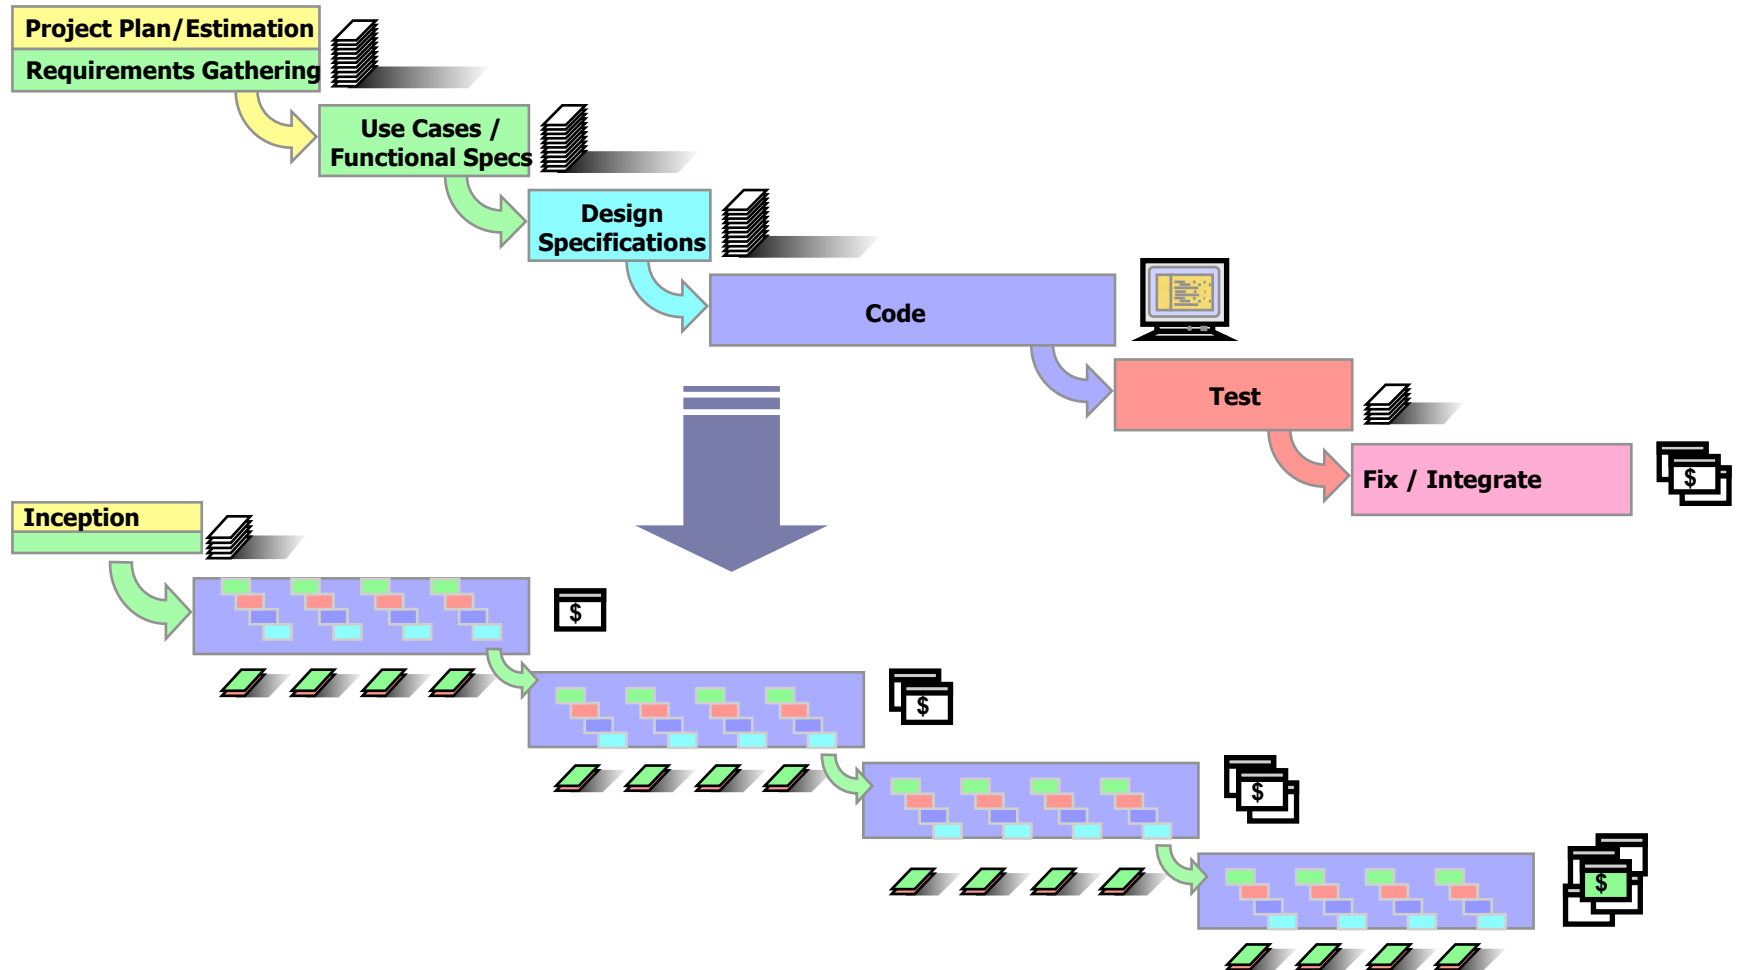 Project Plan/Estimation
Requirements Gathering
Use Cases /
Functional Specs
Design
Specifications
Code
Test
Fix / Integrate
$
Inception
$
$
$
$